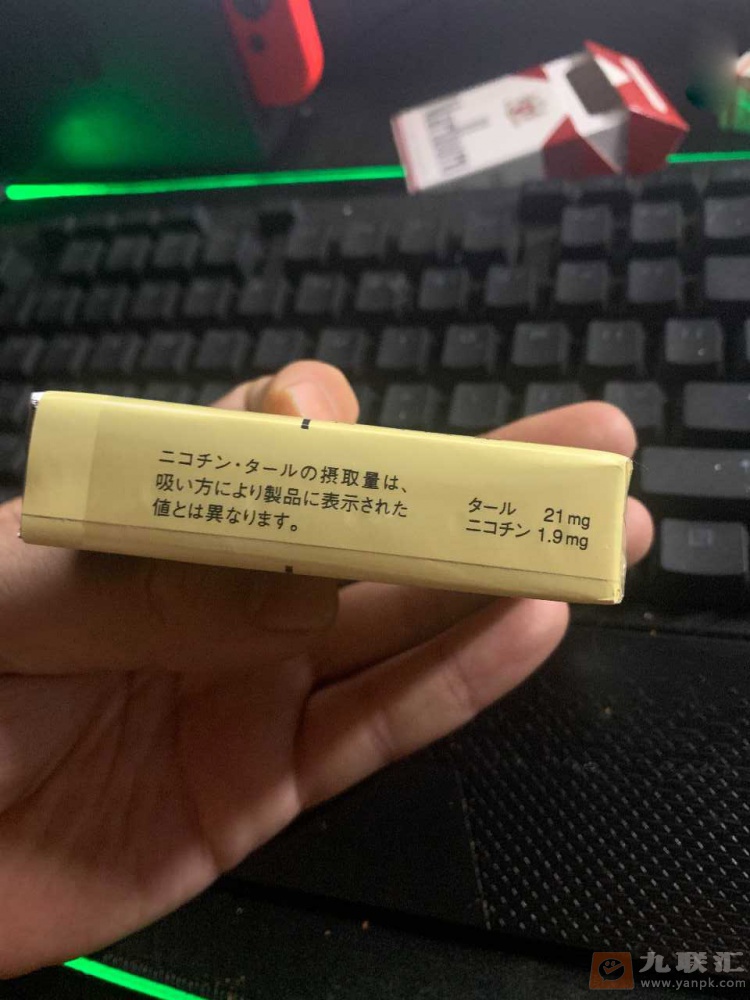 ニコチン・タールの摂取量は、
吸い方により製品に表示された
値とは異なります。
タール 21mg
ニコチン 1.9mg
九联汇
www.yanpk.com